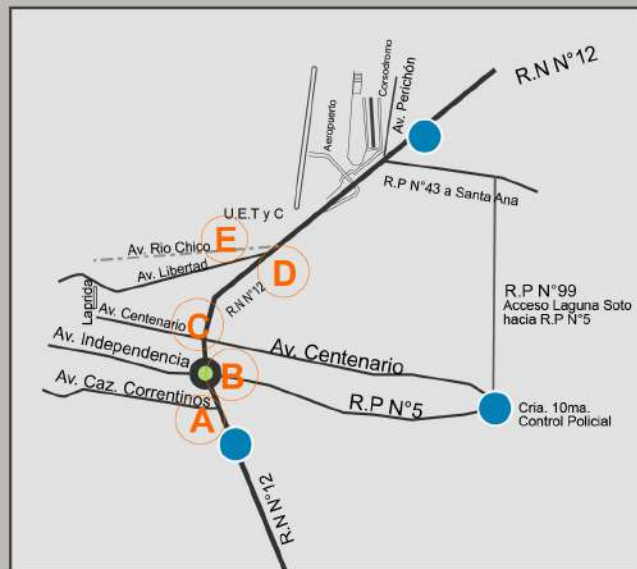 R.N N°12
Corsodromo
Av. Perichón
Aeropuerto
R.P N°43 a Santa Ana
U.E.T y C
E
Av. Rio Chico
Av. Libertad
D
Laprida
R.N N°12
R.P N°99
Acceso Laguna Soto
hacia R.P N°5
Av. Centenario
C
Av. Centenario
Av. Independencia
B
Av. Caz. Correntinos
R.P N°5
A
Cria. 10ma.
Control Policial
R.N N°12